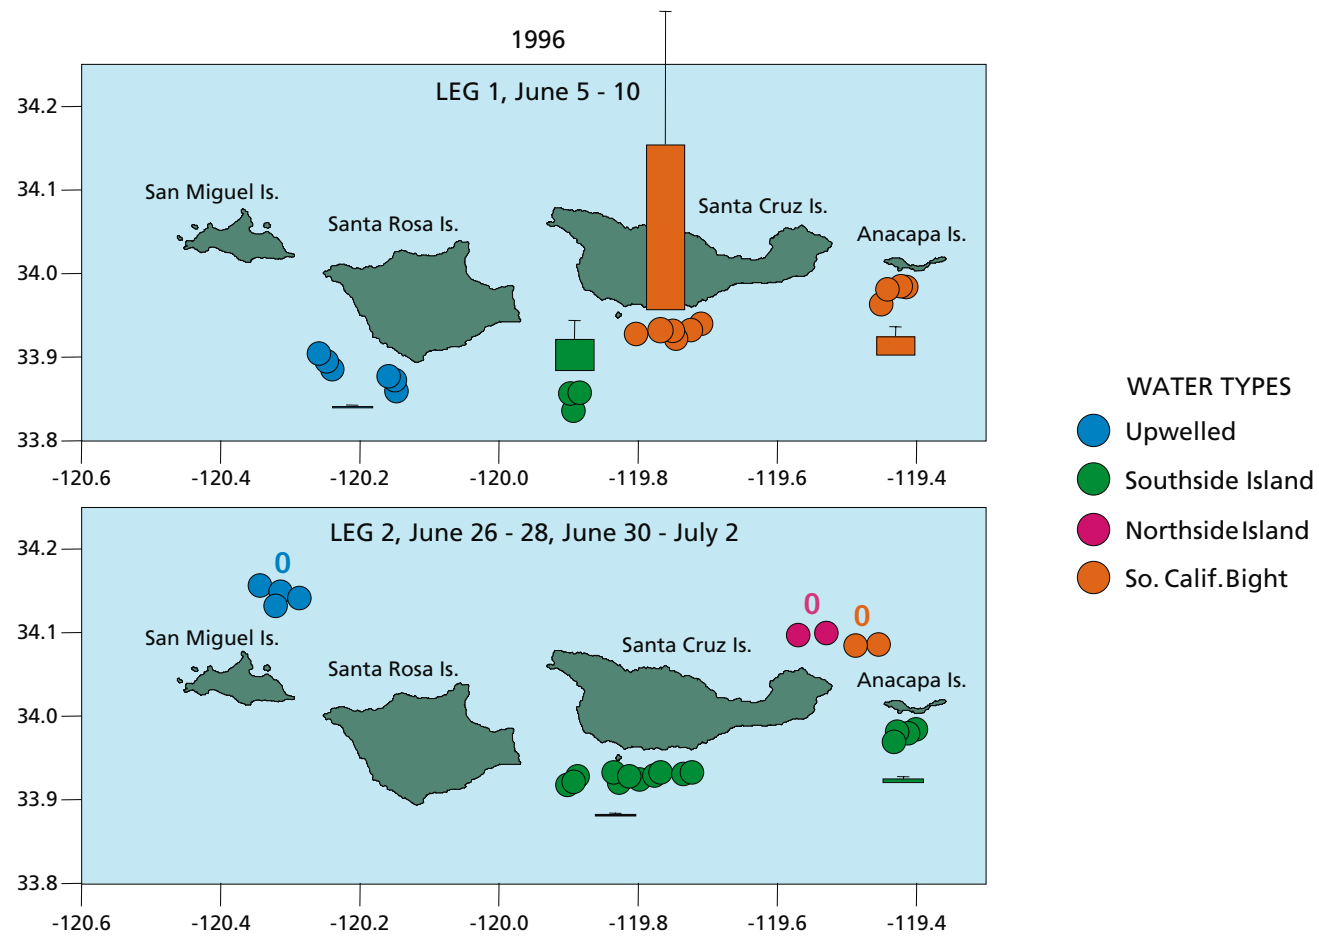 1996
LEG 1, June 5 - 10
34.2
34.1
34.0
33.9
33.8
San Miguel Is.
Santa Rosa Is.
Santa Cruz Is.
Anacapa Is.
-120.6 -120.4 -120.2 -120.0 -119.8 -119.6 -119.4
LEG 2, June 26 - 28, June 30 - July 2
34.2
34.1
34.0
33.9
33.8
0
0
0
San Miguel Is.
Santa Rosa Is.
Santa Cruz Is.
Anacapa Is.
-120.6 -120.4 -120.2 -120.0 -119.8 -119.6 -119.4
WATER TYPES
Upwelled
Southside Island
Northside Island
So. Calif. Bight